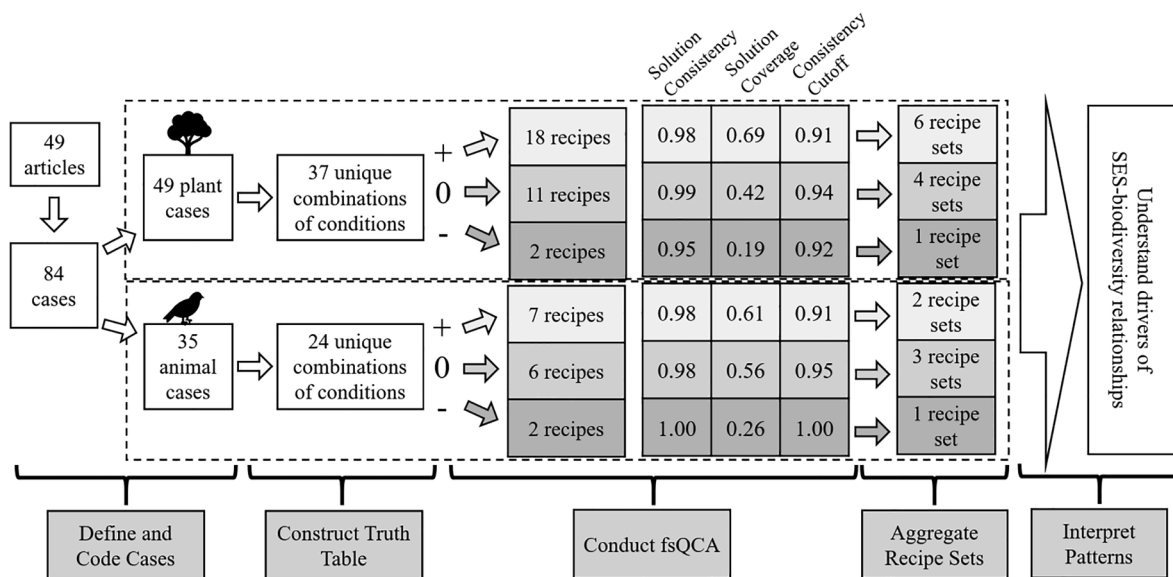 Solution
Consistency
Solution
Coverage
Consistency
Cutoff
49
articles
84
cases
49 plant
cases
37 unique
combinations
of conditions
+
0
-
18 recipes
0.98
0.69
0.91
6 recipe
sets
11 recipes
0.99
0.42
0.94
4 recipe
sets
2 recipes
0.95
0.19
0.92
1 recipe
set
35
animal
cases
24 unique
combinations
of conditions
+
0
-
7 recipes
0.98
0.61
0.91
2 recipe
sets
6 recipes
0.98
0.56
0.95
3 recipe
sets
2 recipes
1.00
0.26
1.00
1 recipe
set
Understand drivers of
SES-biodiversity relationships
Define and
Code Cases
Construct Truth
Table
Conduct fsQCA
Aggregate
Recipe Sets
Interpret
Patterns